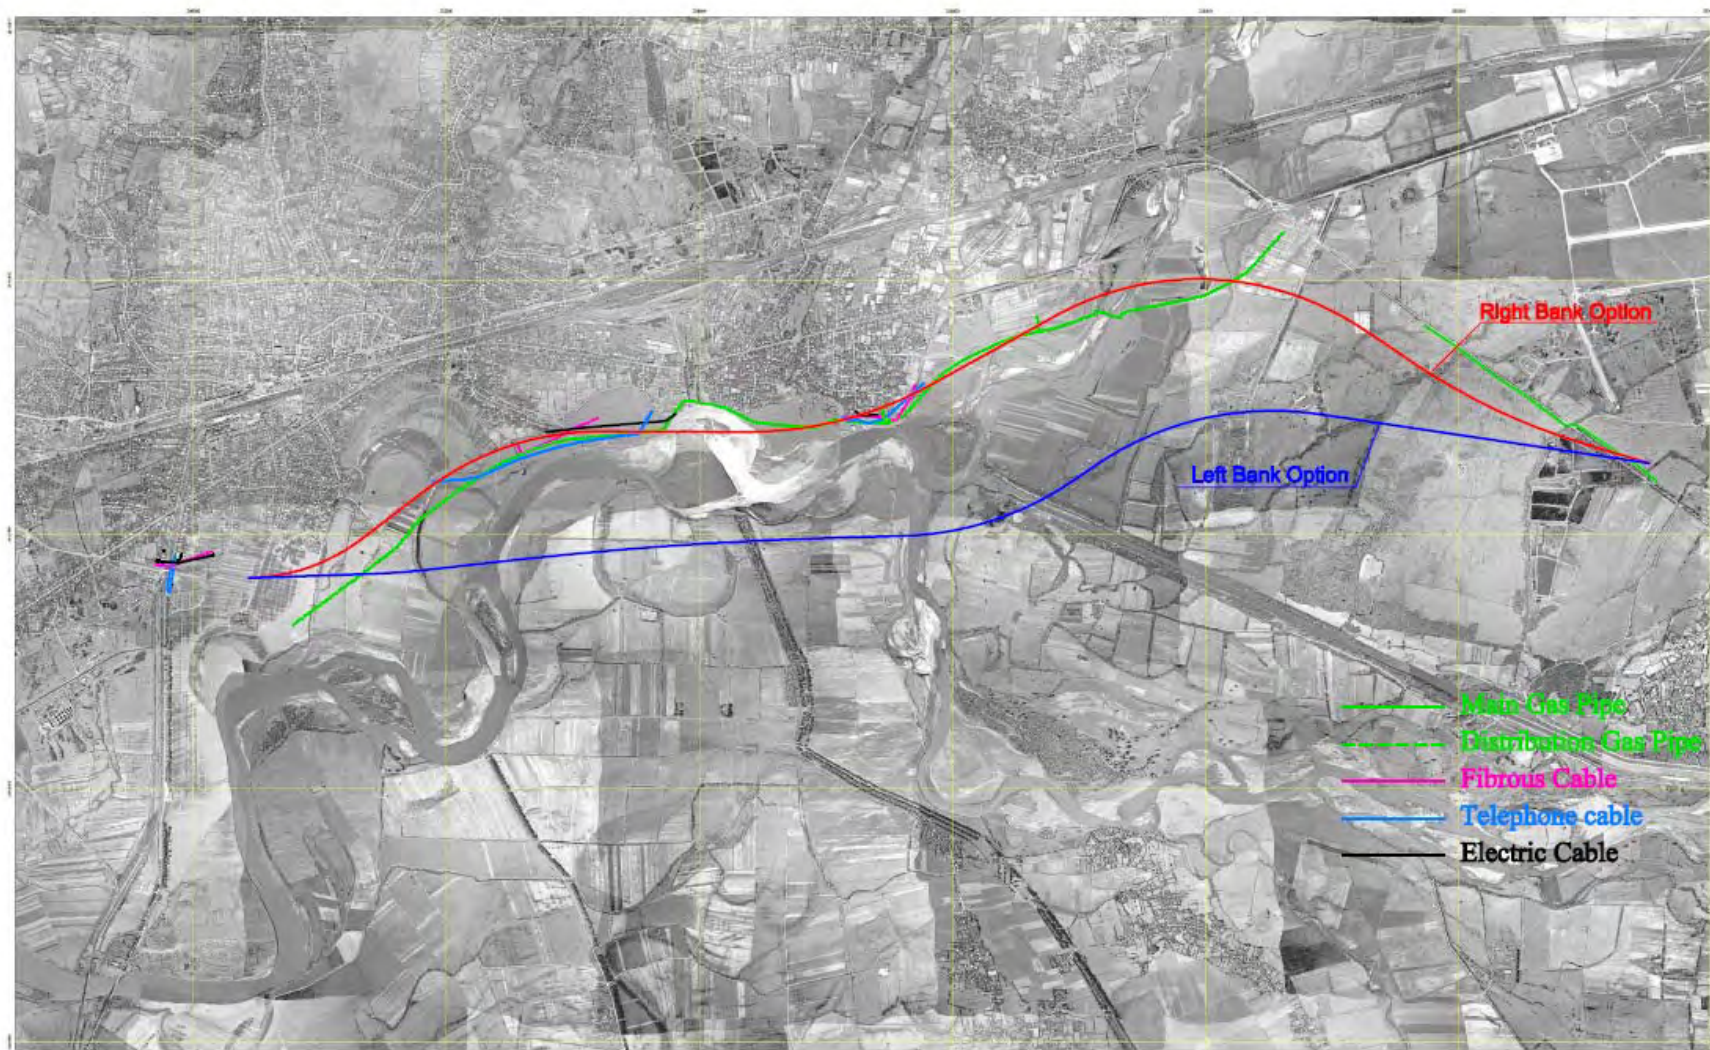 Right Bank Option
Left Bank Option
Main Gas Pipe
Distribution Gas Pipe
Fibrous Cable
Telephone cable
Electric Cable